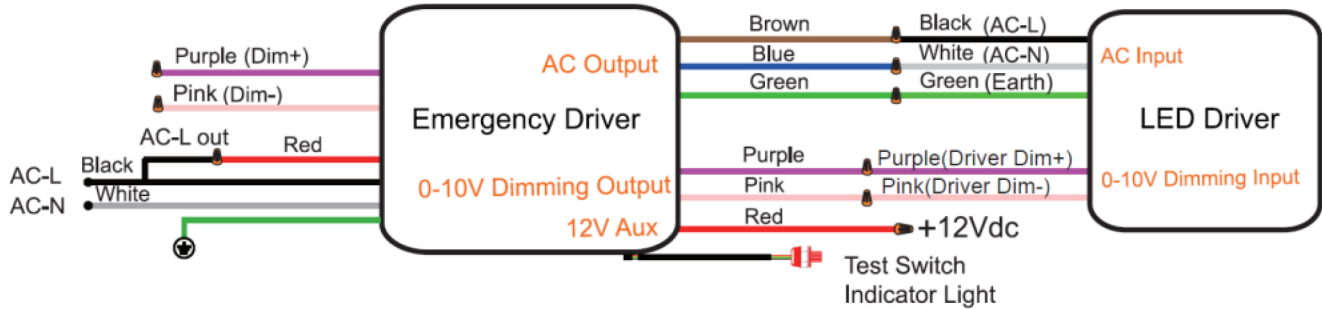 Purple (Dim+)
Pink (Dim-)
AC-L out
Red
Black
AC-L
White
AC-N
AC Output
Emergency Driver
0-10V Dimming Output
12V Aux
Brown
Black (AC-L)
Blue
White (AC-N)
Green
Green (Earth)
Purple
Purple(Driver Dim+)
Pink
Pink(Driver Dim-)
Red
+12Vdc
Test Switch
Indicator Light
AC Input
LED Driver
0-10V Dimming Input